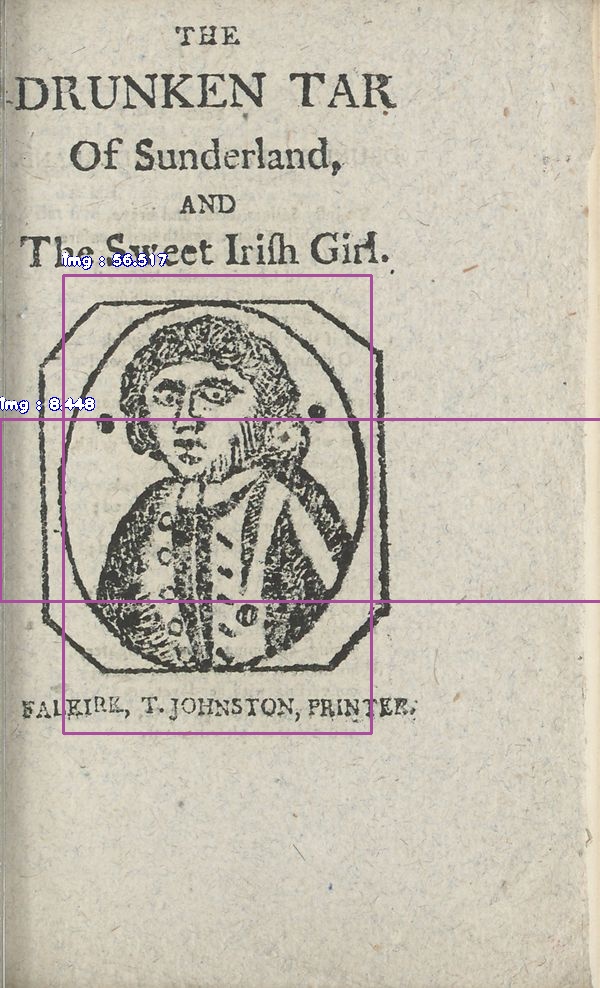 THE
DRUNKEN TAR
Of Sunderland,
AND
The Sweet Iriſh Girl.
img : 56.517
img : 8.448
FALKIRK, T. JOHNSTON, PRINTER.